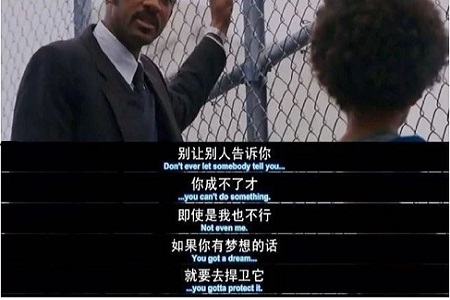 别让别人告诉你
Don't ever let somebody tell you...
你成不了才
...you can't do something.
即使是我也不行
Not even me.
如果你有梦想的话
You got a dream...
就要去捍卫它
...you gotta protect it.